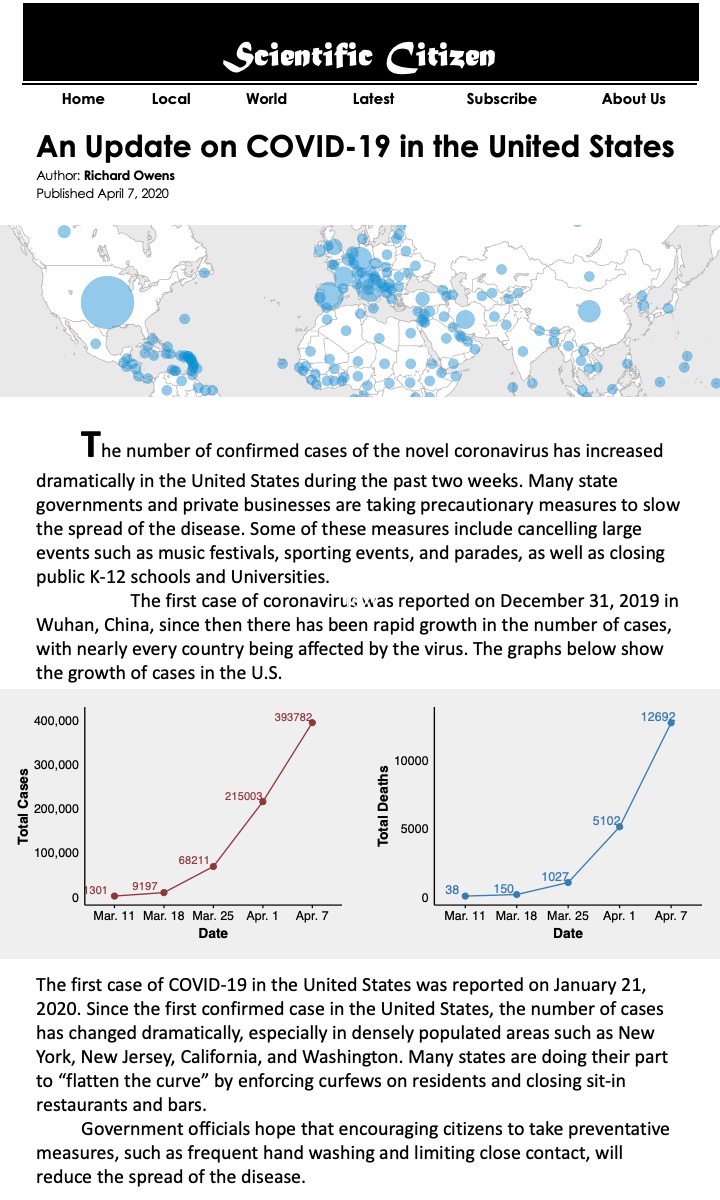 Scientific Citizen
Home Local World Latest Subscribe About Us
An Update on COVID-19 in the United States
Author: Richard Owens
Published April 7, 2020
The number of confirmed cases of the novel coronavirus has increased
dramatically in the United States during the past two weeks. Many state
governments and private businesses are taking precautionary measures to slow
the spread of the disease. Some of these measures include cancelling large
events such as music festivals, sporting events, and parades, as well as closing
public K-12 schools and Universities.
The first case of coronavirus was reported on December 31, 2019 in
Wuhan, China, since then there has been rapid growth in the number of cases,
with nearly every country being affected by the virus. The graphs below show
the growth of cases in the U.S.
Total Cases
400,000
300,000
200,000
100,000
0
1301
9197
68211
215003
393782
Mar. 11 Mar. 18 Mar. 25 Apr. 1 Apr. 7
Date
Total Deaths
10000
5000
0
38
150
1027
5102
12692
Mar. 11 Mar. 18 Mar. 25 Apr. 1 Apr. 7
Date
The first case of COVID-19 in the United States was reported on January 21,
2020. Since the first confirmed case in the United States, the number of cases
has changed dramatically, especially in densely populated areas such as New
York, New Jersey, California, and Washington. Many states are doing their part
to “flatten the curve” by enforcing curfews on residents and closing sit-in
restaurants and bars.
Government officials hope that encouraging citizens to take preventative
measures, such as frequent hand washing and limiting close contact, will
reduce the spread of the disease.